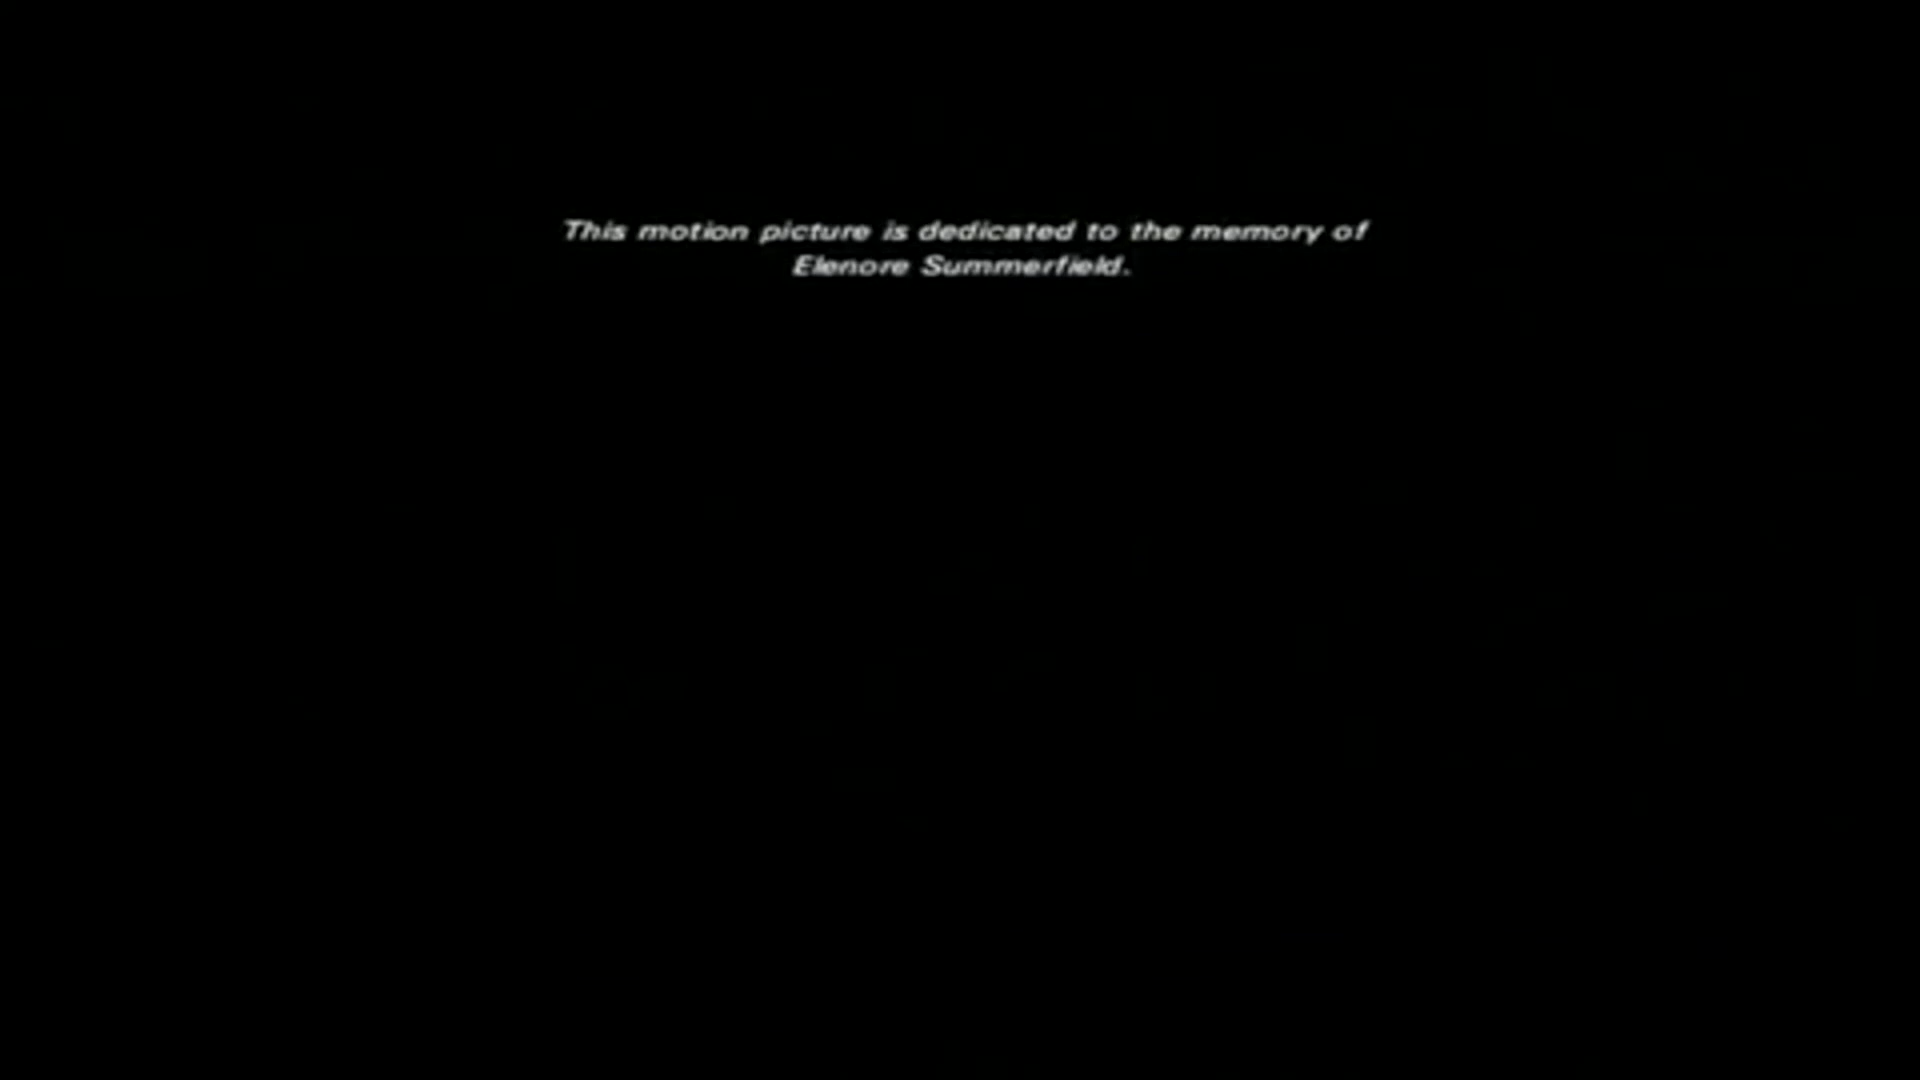 This motion picture is dedicated to the memory of
Elenore Summerfield.